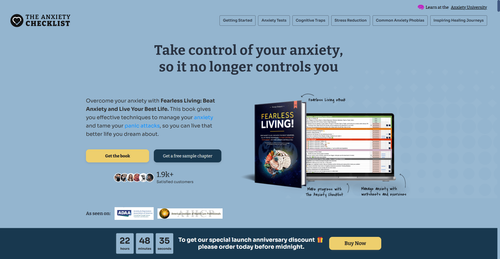 Learn at the Anxiety University
THE ANXIETY
CHECKLIST
Getting Started
Anxiety Tests
Cognitive Traps
Stress Reduction
Common Anxiety Phobias
Inspiring Healing Journeys
Take control of your anxiety,
so it no longer controls you
Overcome your anxiety with Fearless Living: Beat
Anxiety and Live Your Best Life. This book gives
you effective techniques to manage your anxiety
and tame your panic attacks, so you can live that
better life you dream about.
Get the book
Get a free sample chapter
1.9k+
Satisfied customers
As seen on:
ADAA
Fearless Living eBook
FEARLESS
LIVING!
Make progress with
The Anxiety Checklist
Manage Anxiety with
worksheets and exercises
22
hours
48
minutes
35
seconds
To get our special launch anniversary discount 🎁
please order today before midnight.
Buy Now